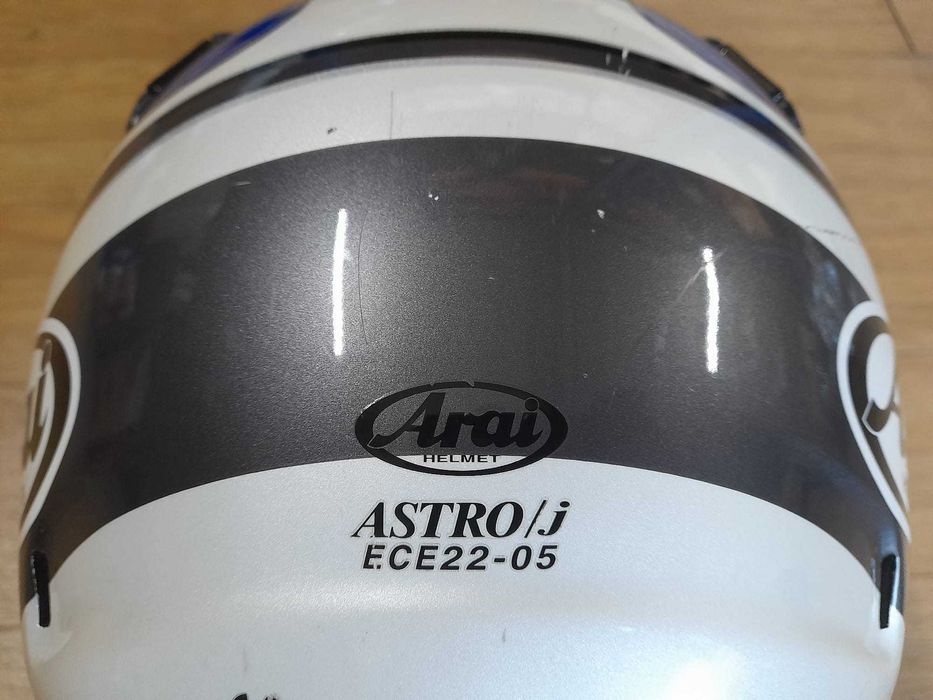 Arai
HELMET
ASTRO/j
ECE22-05